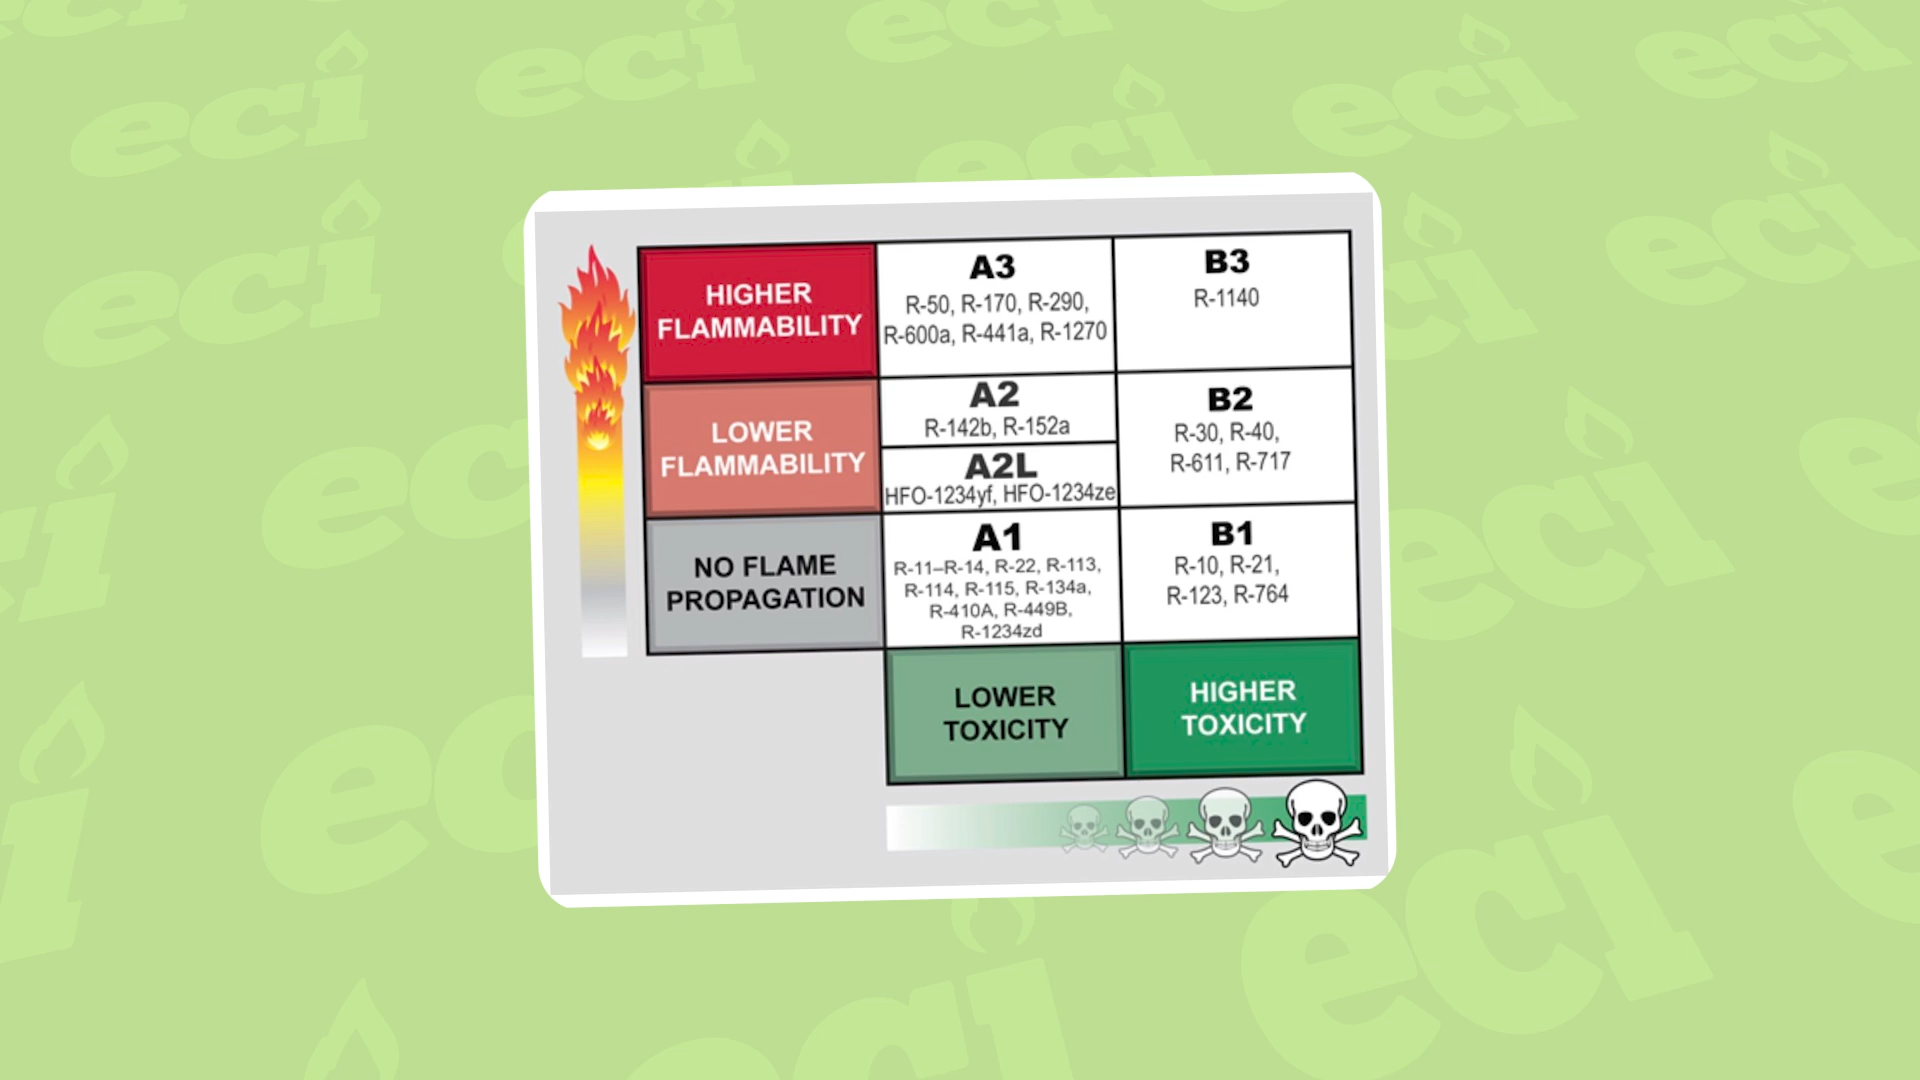 HIGHER
FLAMMABILITY
A3
R-50, R-170, R-290,
R-600a, R-441a, R-1270
B3
R-1140
LOWER
FLAMMABILITY
A2
R-142b, R-152a
A2L
HFO-1234yf, HFO-1234ze
B2
R-30, R-40,
R-611, R-717
NO FLAME
PROPAGATION
A1
R-11–R-14, R-22, R-113,
R-114, R-115, R-134a,
R-410A, R-449B,
R-1234zd
B1
R-10, R-21,
R-123, R-764
LOWER
TOXICITY
HIGHER
TOXICITY
eci